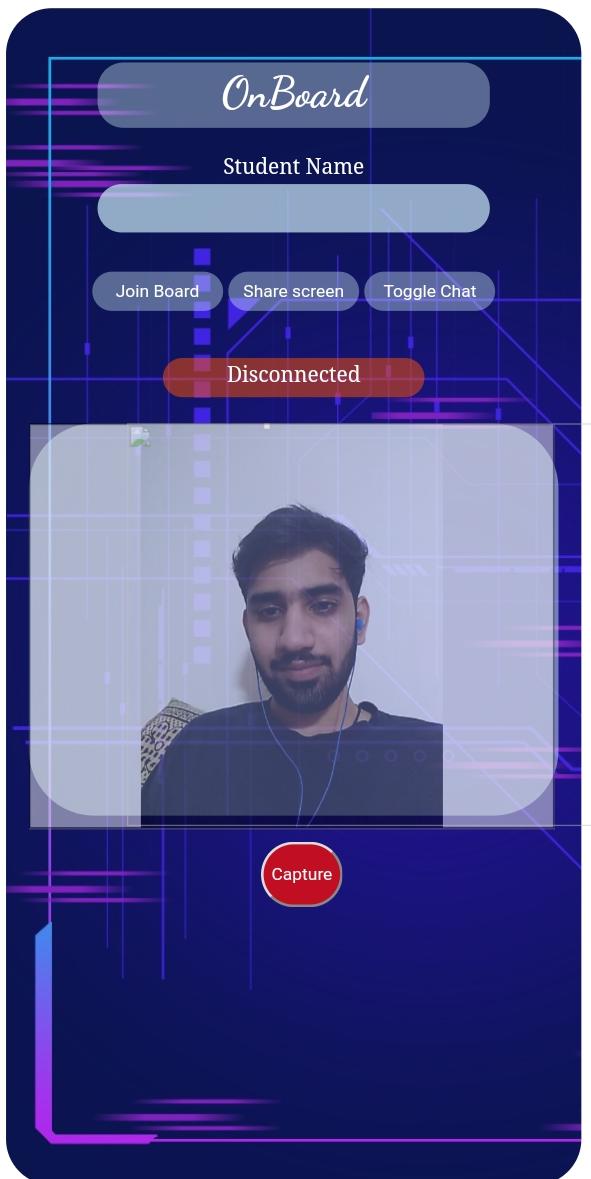 OnBoard
Student Name
Join Board Share screen Toggle Chat
Disconnected
Capture